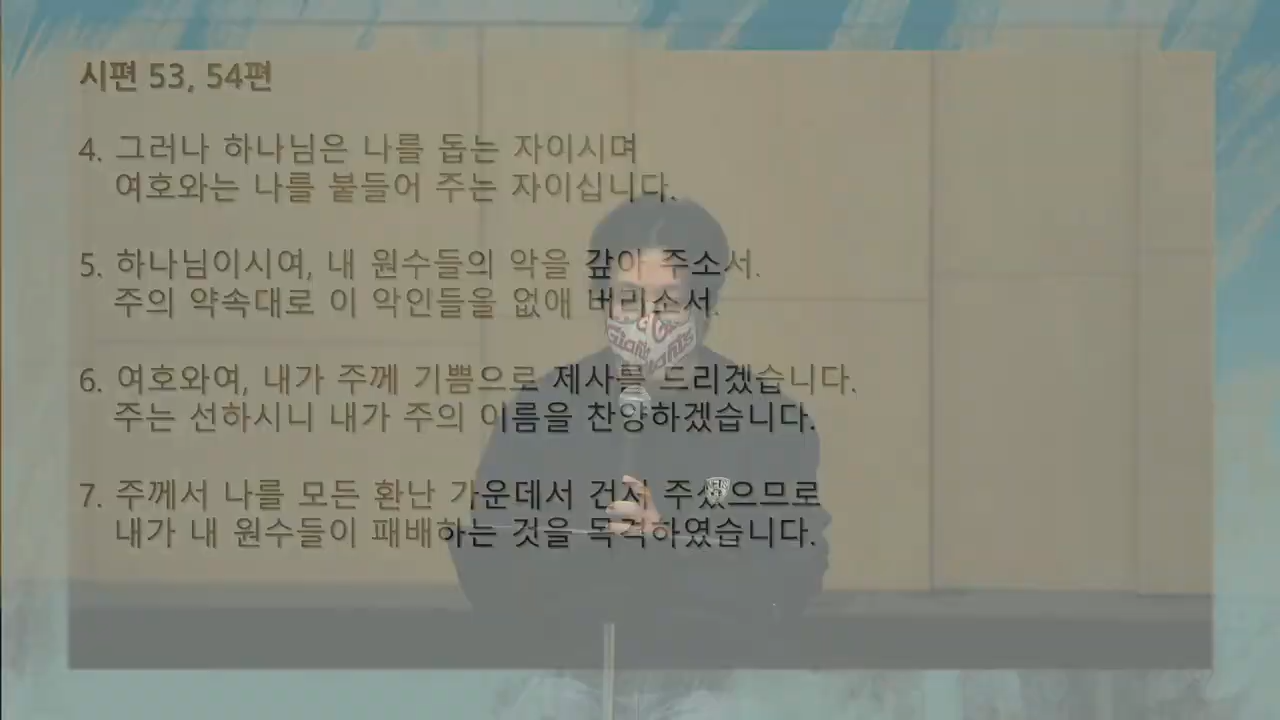 시편 53, 54편
4. 그러나 하나님은 나를 돕는 자이시며
여호와는 나를 붙들어 주는 자이십니다.
5. 하나님이시여, 내 원수들의 악을 갚아 주소서.
주의 약속대로 이 악인들을 없애 버리소서.
6. 여호와여, 내가 주께 기쁨으로 제사를 드리겠습니다.
주는 선하시니 내가 주의 이름을 찬양하겠습니다.
7. 주께서 나를 모든 환난 가운데서 건져 주셨으므로
내가 내 원수들이 패배하는 것을 목격하였습니다.
Giants
Giants